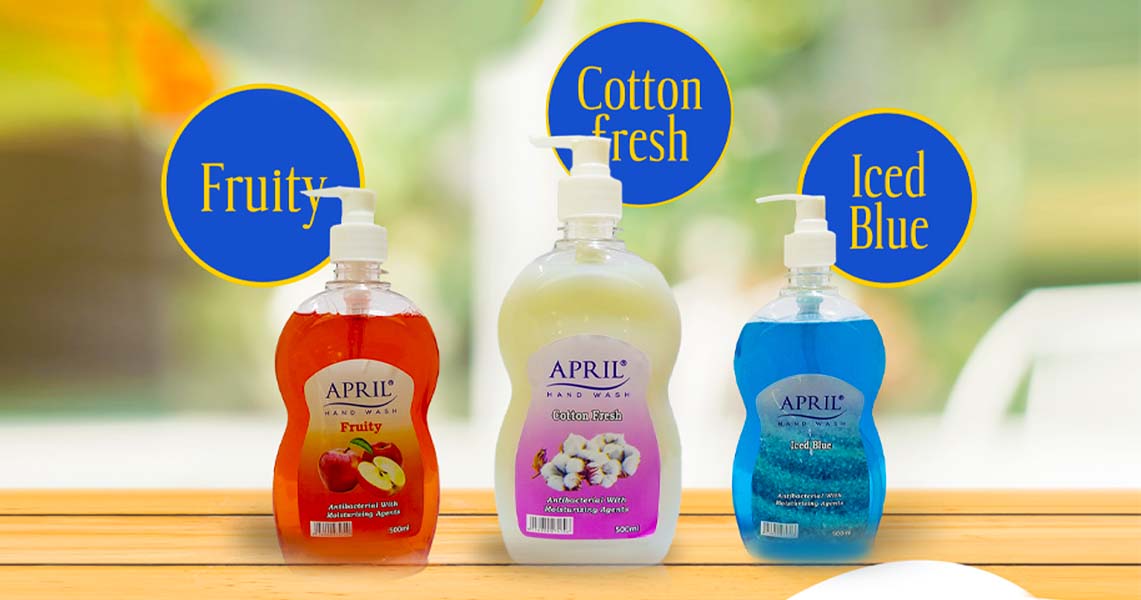 Fruity
Cotton
fresh
Iced
Blue
APRIL®
HAND WASH
Fruity
Antibacterial With
Moisturizing Agents
500ml
APRIL®
HAND WASH
Cotton Fresh
Antibacterial With
Moisturizing Agents
500ml
APRIL®
HAND WASH
Iced Blue
Antibacterial With
Moisturizing Agents
500ml